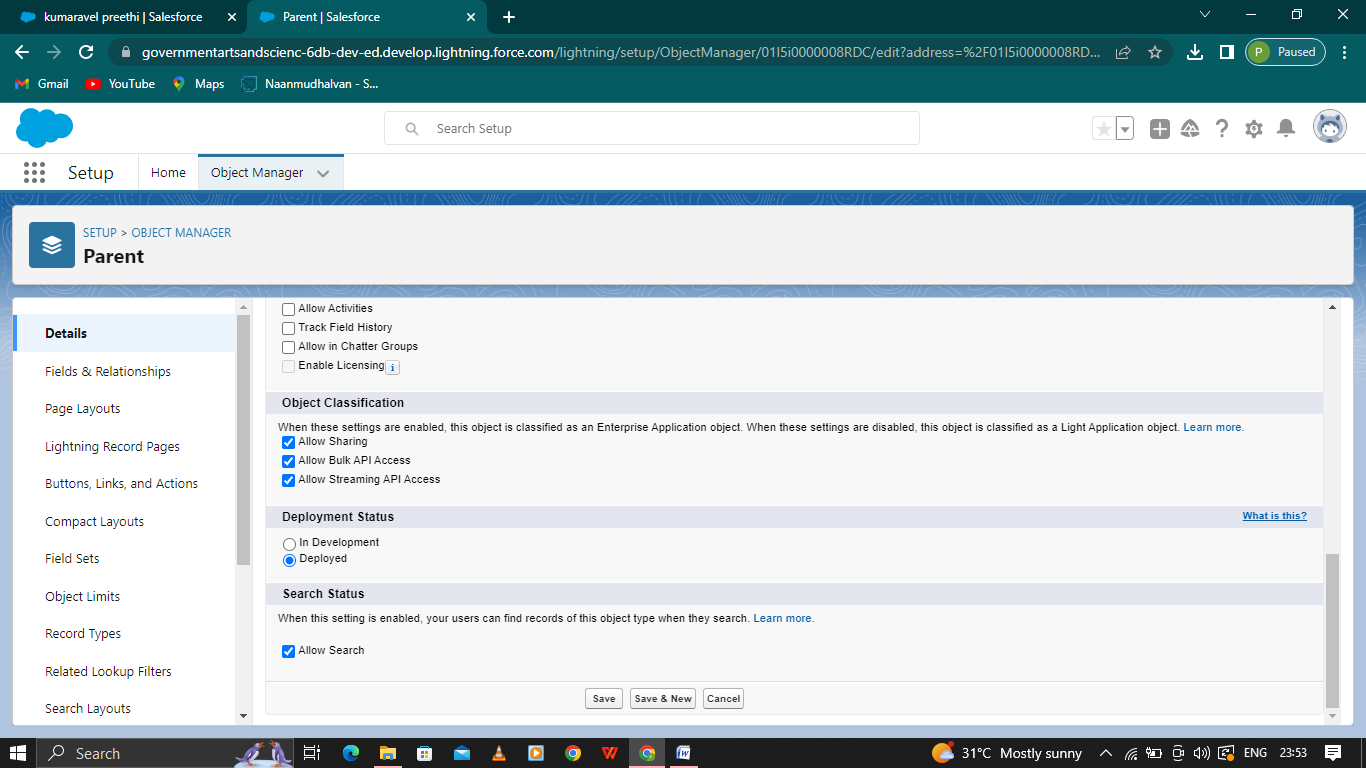 kumaravel preethi | Salesforce
Parent | Salesforce
governmentartsandscienc-6db-dev-ed.develop.lightning.force.com/lightning/setup/ObjectManager/01I5i0000008RDC/edit?address=%2F01I5i0000008RD...
P Paused
Gmail YouTube Maps Naanmudhalvan - S...
Search Setup
Setup Home Object Manager
SETUP > OBJECT MANAGER
Parent
Details
Fields & Relationships
Page Layouts
Lightning Record Pages
Buttons, Links, and Actions
Compact Layouts
Field Sets
Object Limits
Record Types
Related Lookup Filters
Search Layouts
Allow Activities
Track Field History
Allow in Chatter Groups
Enable Licensing i
Object Classification
When these settings are enabled, this object is classified as an Enterprise Application object. When these settings are disabled, this object is classified as a Light Application object. Learn more.
Allow Sharing
Allow Bulk API Access
Allow Streaming API Access
Deployment Status What is this?
In Development
Deployed
Search Status
When this setting is enabled, your users can find records of this object type when they search. Learn more.
Allow Search
Save Save & New Cancel
Search 31°C Mostly sunny ENG 23:53